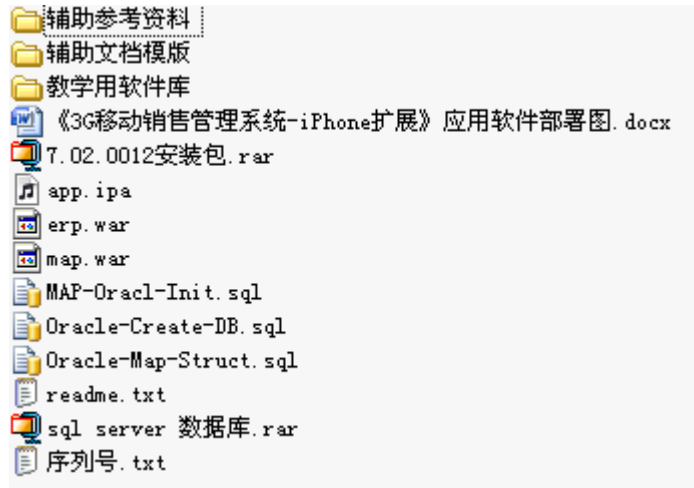 辅助参考资料
辅助文档模版
教学用软件库
《3G移动销售管理系统-iPhone扩展》应用软件部署图.docx
7.02.0012安装包.rar
app.ipa
erp.war
map.war
MAP-Oracl-Init.sql
Oracle-Create-DB.sql
Oracle-Map-Struct.sql
readme.txt
sql server 数据库.rar
序列号.txt